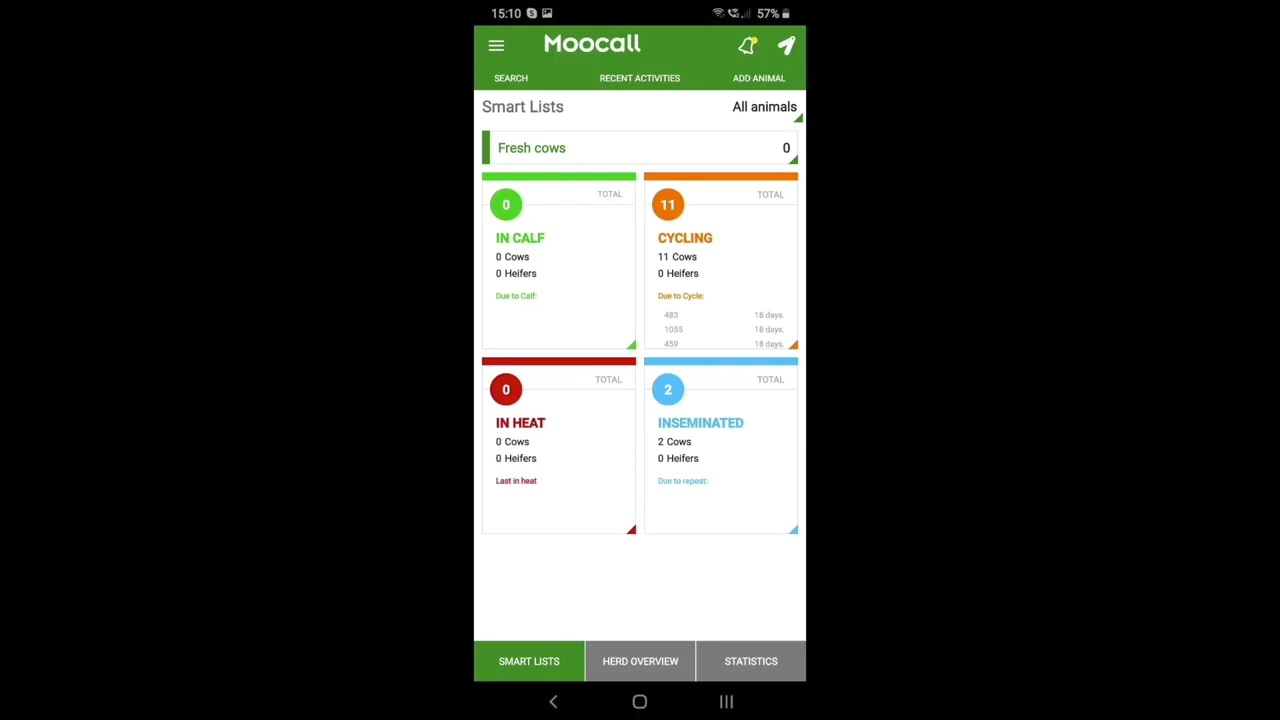 15:10 57%
Moocall
SEARCH RECENT ACTIVITIES ADD ANIMAL
Smart Lists All animals
Fresh cows 0
TOTAL
0
IN CALF
0 Cows
0 Heifers
Due to Calf:
TOTAL
11
CYCLING
11 Cows
0 Heifers
Due to Cycle:
483 18 days.
1055 18 days.
459 18 days.
TOTAL
0
IN HEAT
0 Cows
0 Heifers
Last in heat
TOTAL
2
INSEMINATED
2 Cows
0 Heifers
Due to repeat:
SMART LISTS HERD OVERVIEW STATISTICS